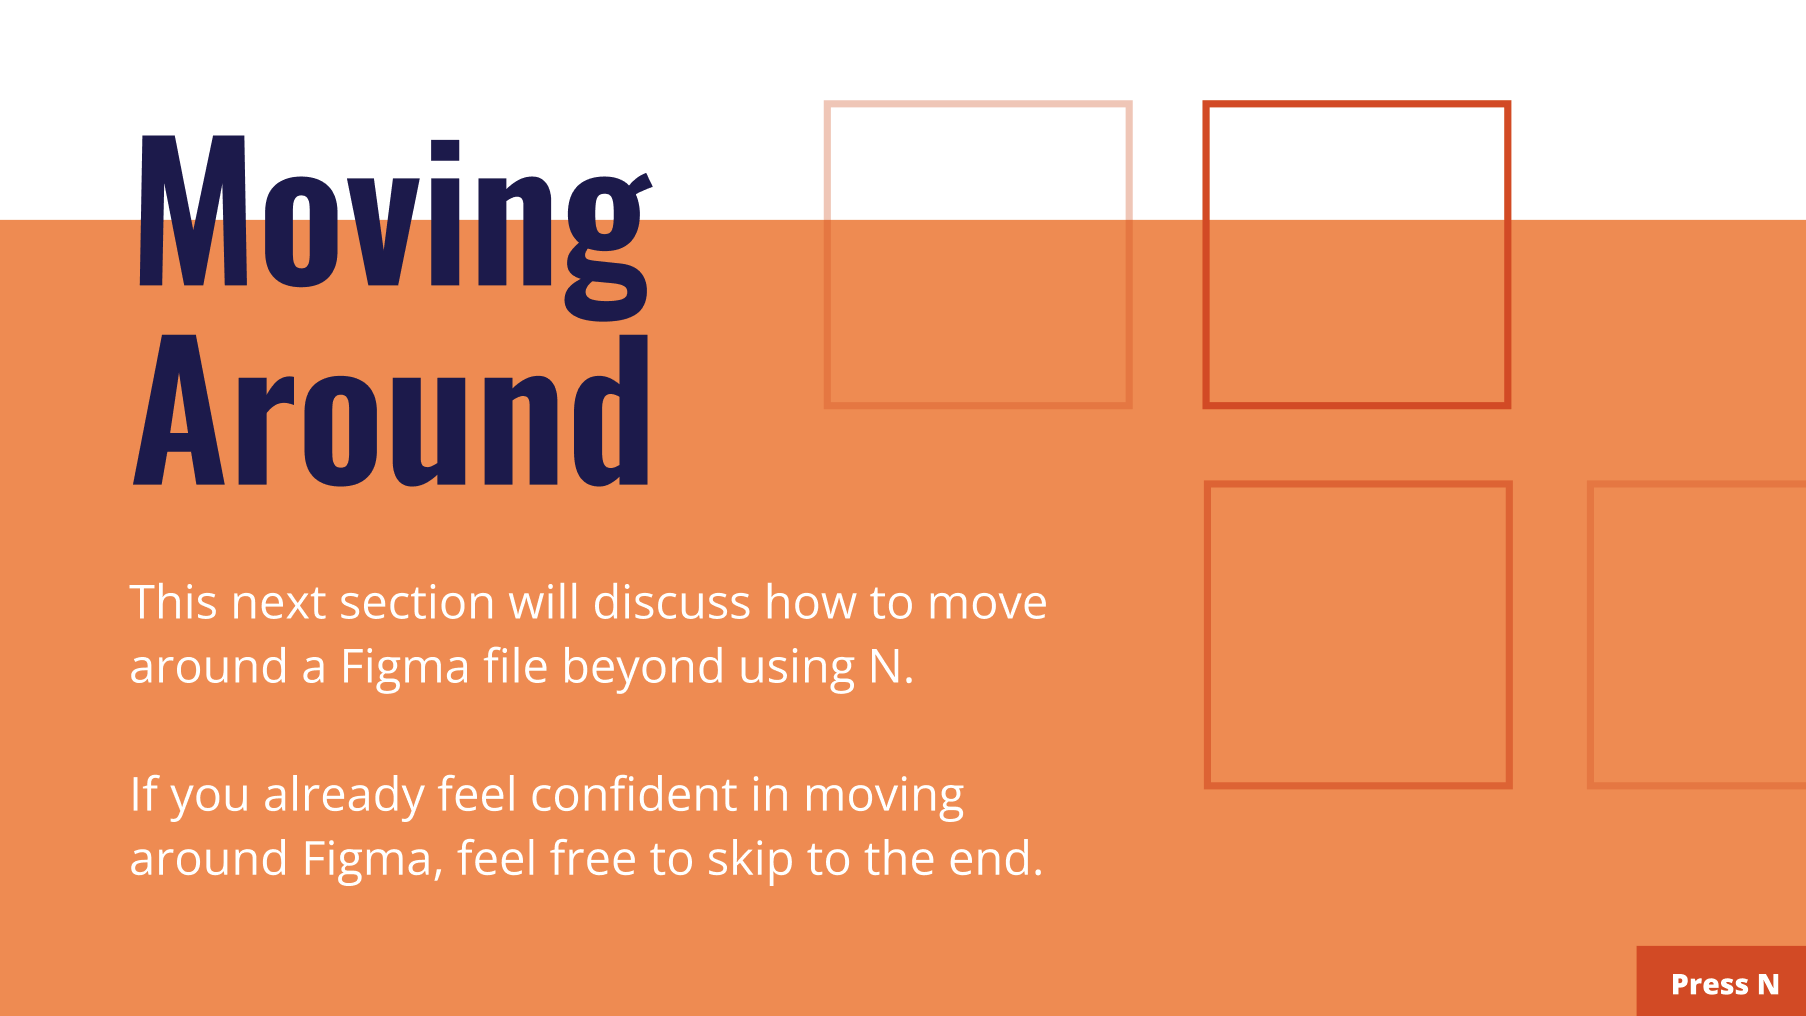 Moving
Around
This next section will discuss how to move
around a Figma file beyond using N.
If you already feel confident in moving
around Figma, feel free to skip to the end.
Press N